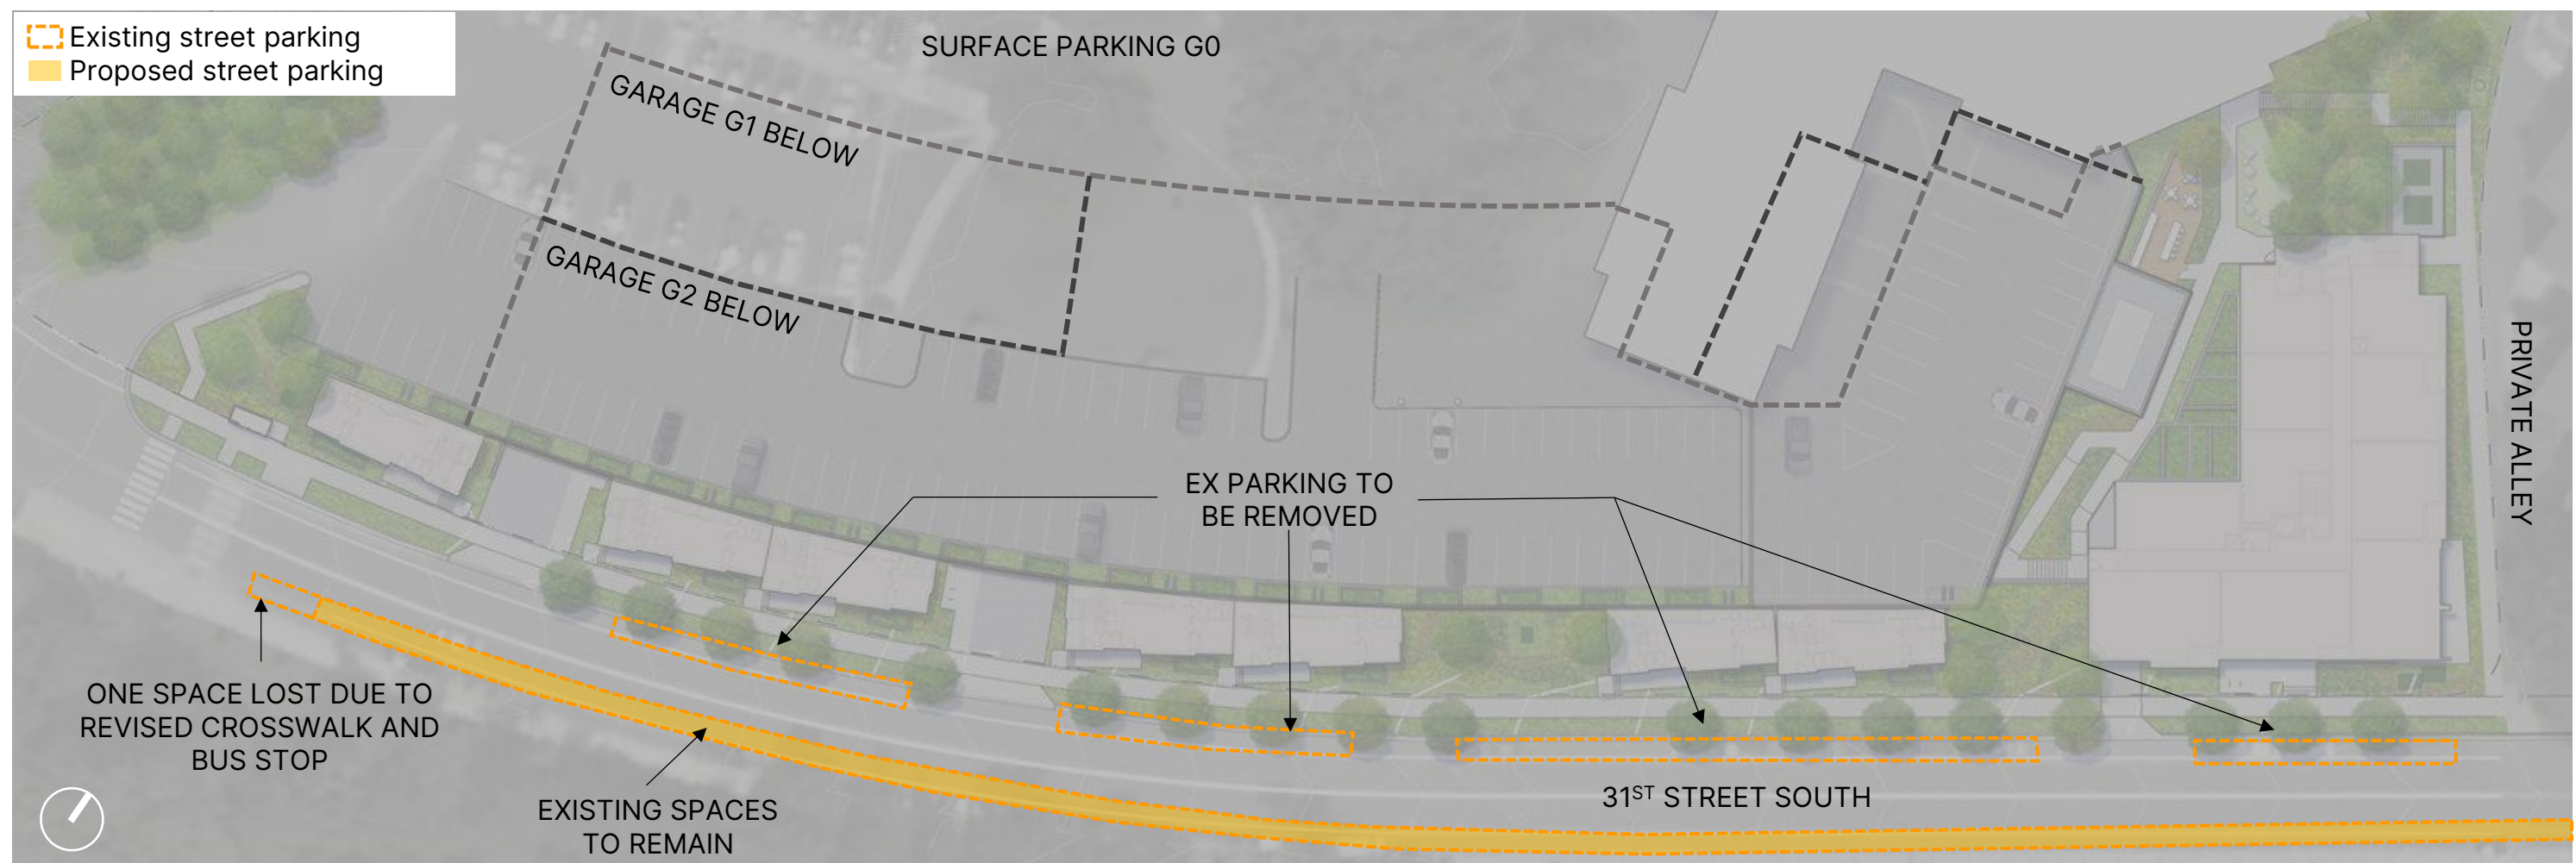 Existing street parking
Proposed street parking
SURFACE PARKING G0
GARAGE G1 BELOW
GARAGE G2 BELOW
PRIVATE ALLEY
EX PARKING TO
BE REMOVED
ONE SPACE LOST DUE TO
REVISED CROSSWALK AND
BUS STOP
EXISTING SPACES
TO REMAIN
31ST STREET SOUTH